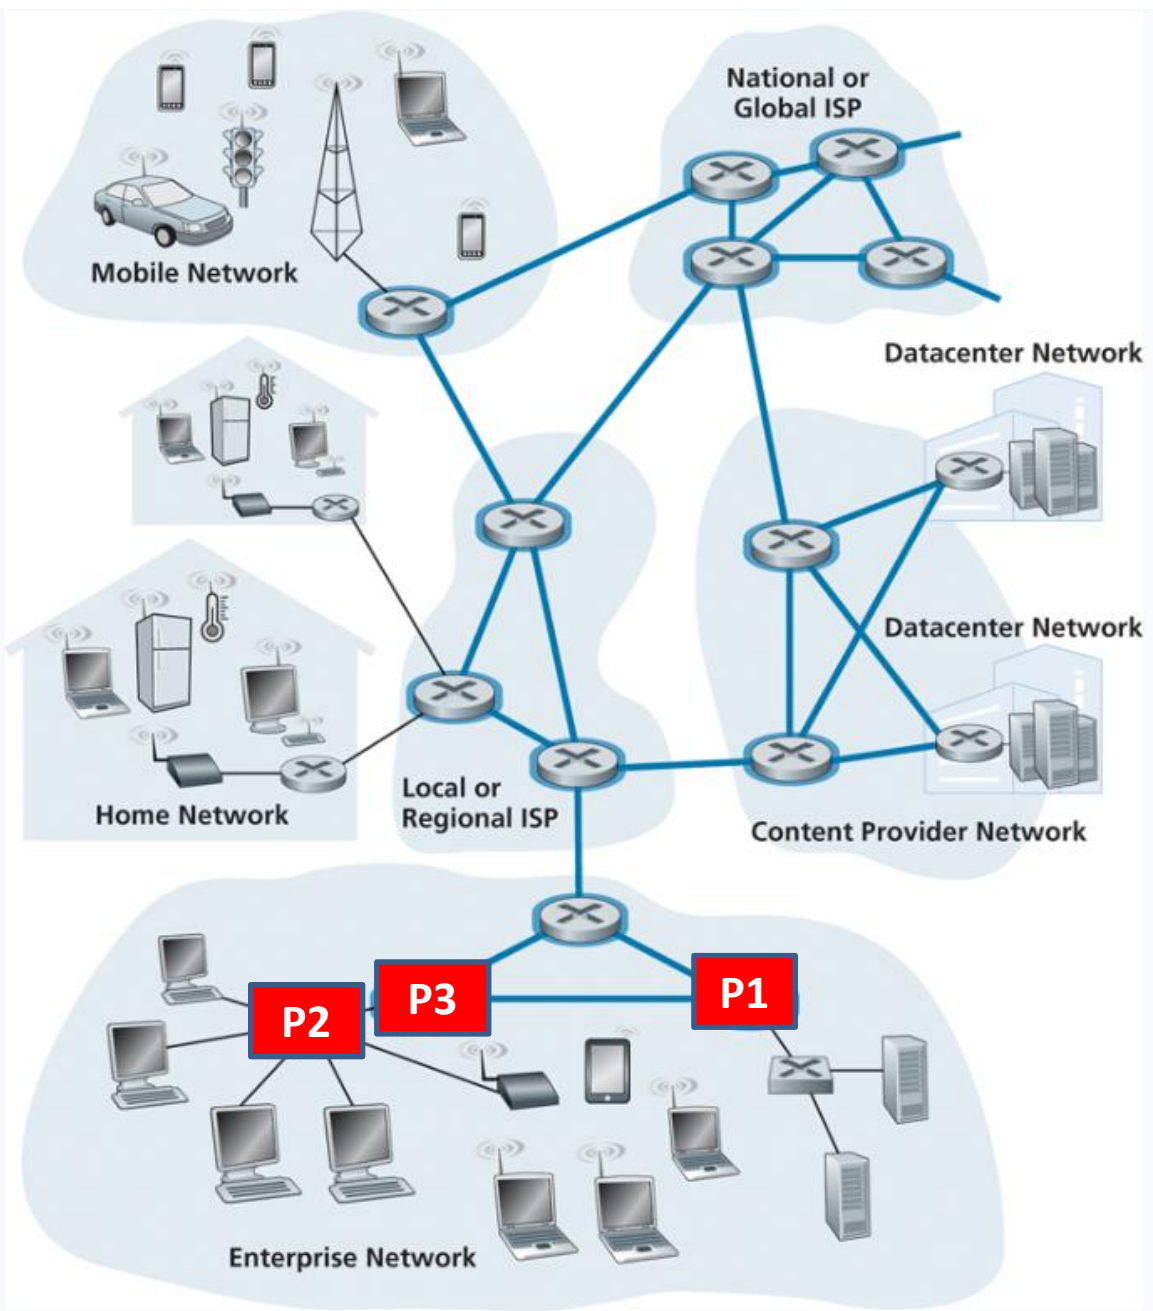 National or
Global ISP
Mobile Network
Datacenter Network
Datacenter Network
Home Network
Local or
Regional ISP
Content Provider Network
P3
P1
P2
Enterprise Network